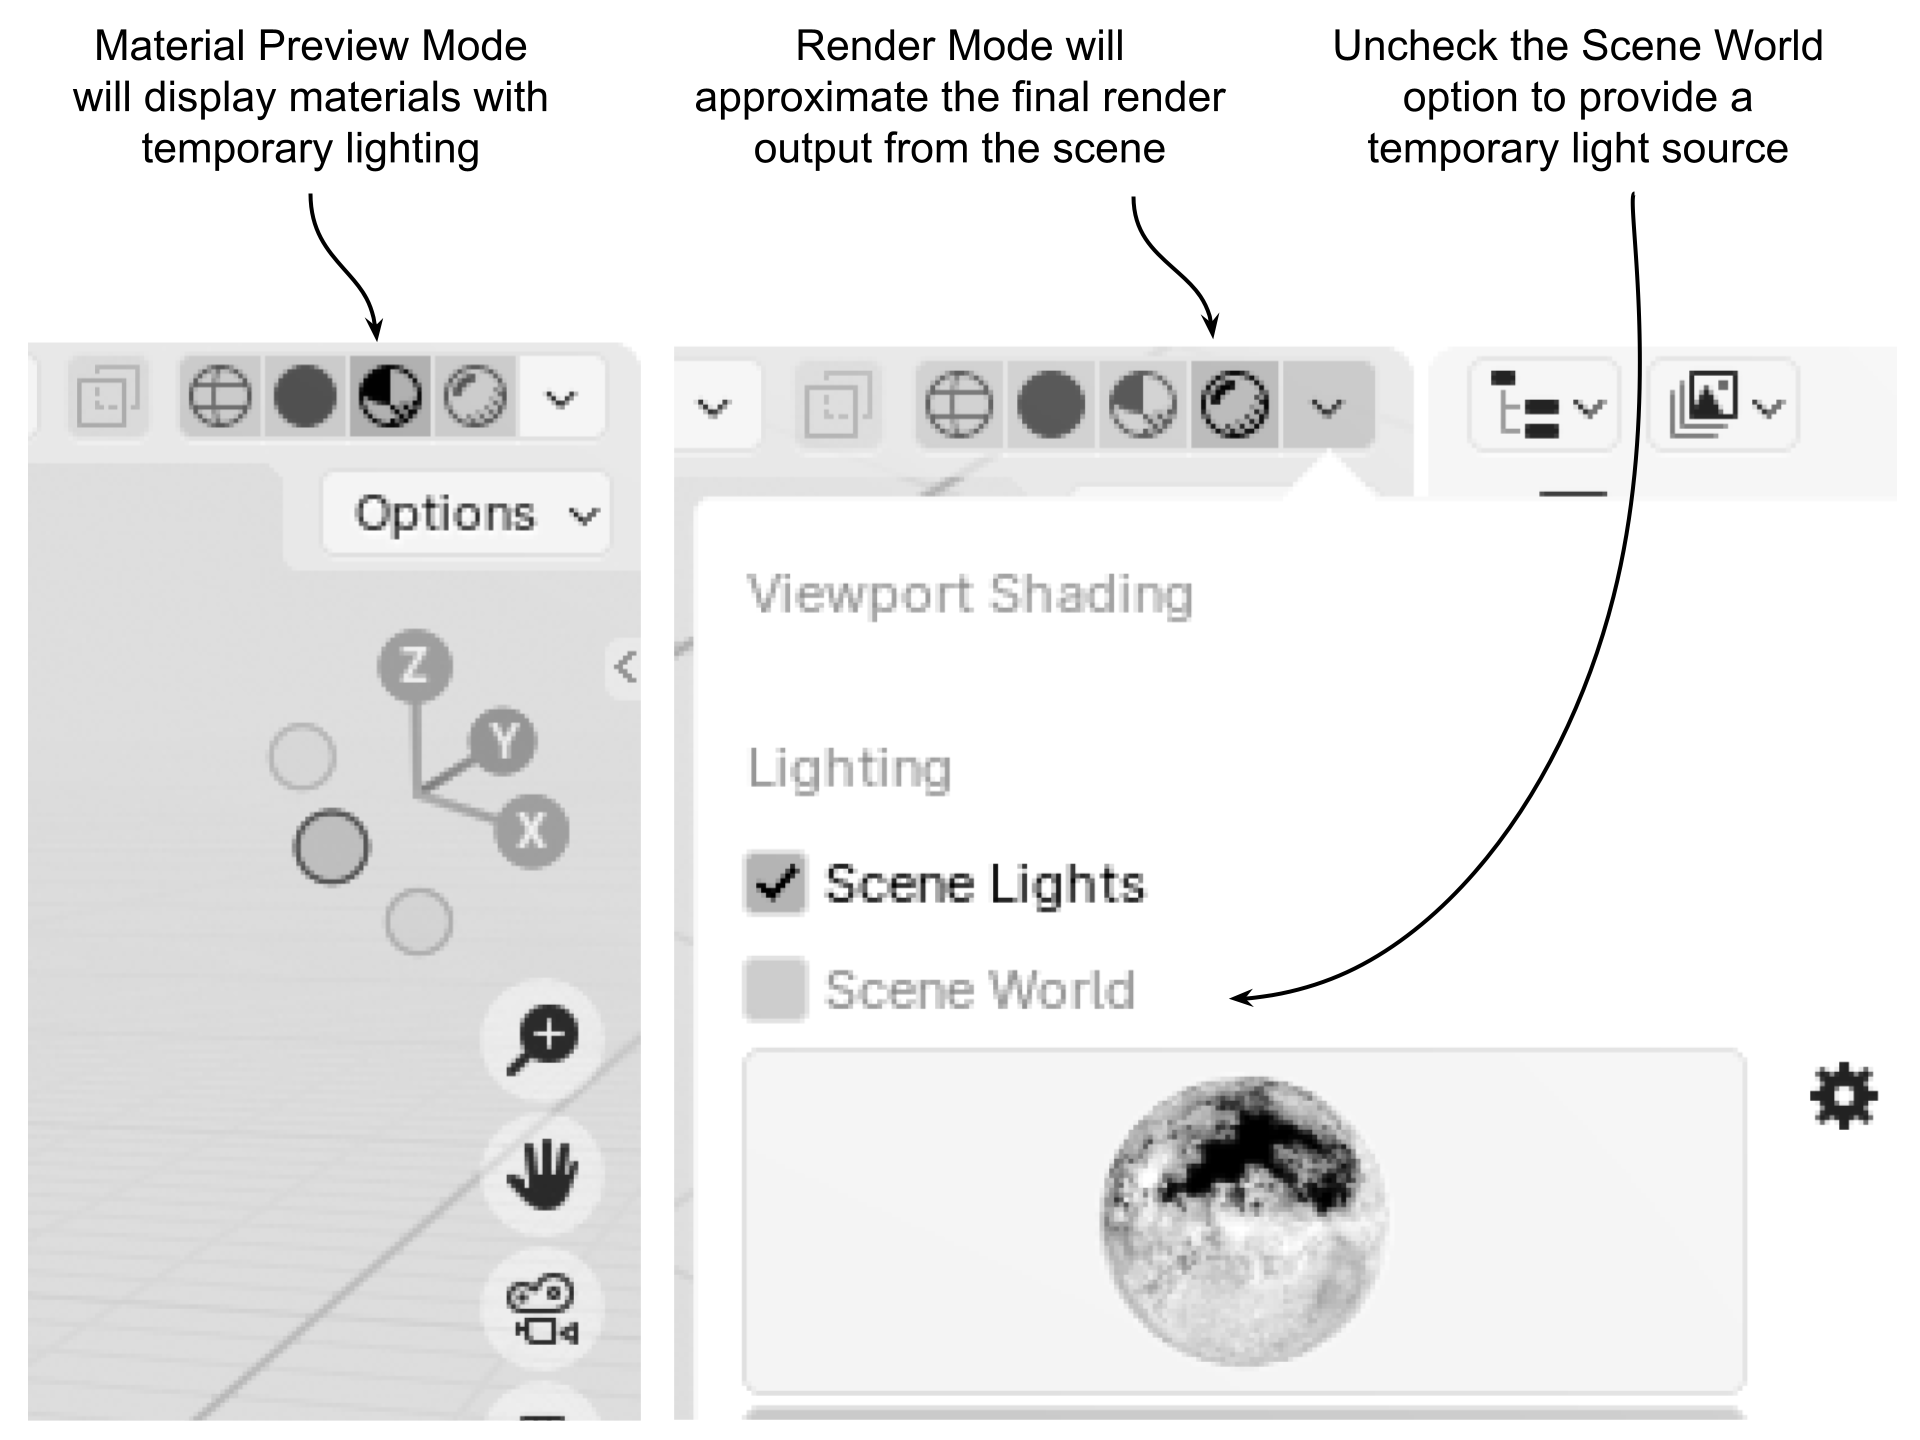 Material Preview Mode
will display materials with
temporary lighting
Render Mode will
approximate the final render
output from the scene
Uncheck the Scene World
option to provide a
temporary light source
Options
Z
Y
X
Viewport Shading
Lighting
Scene Lights
Scene World